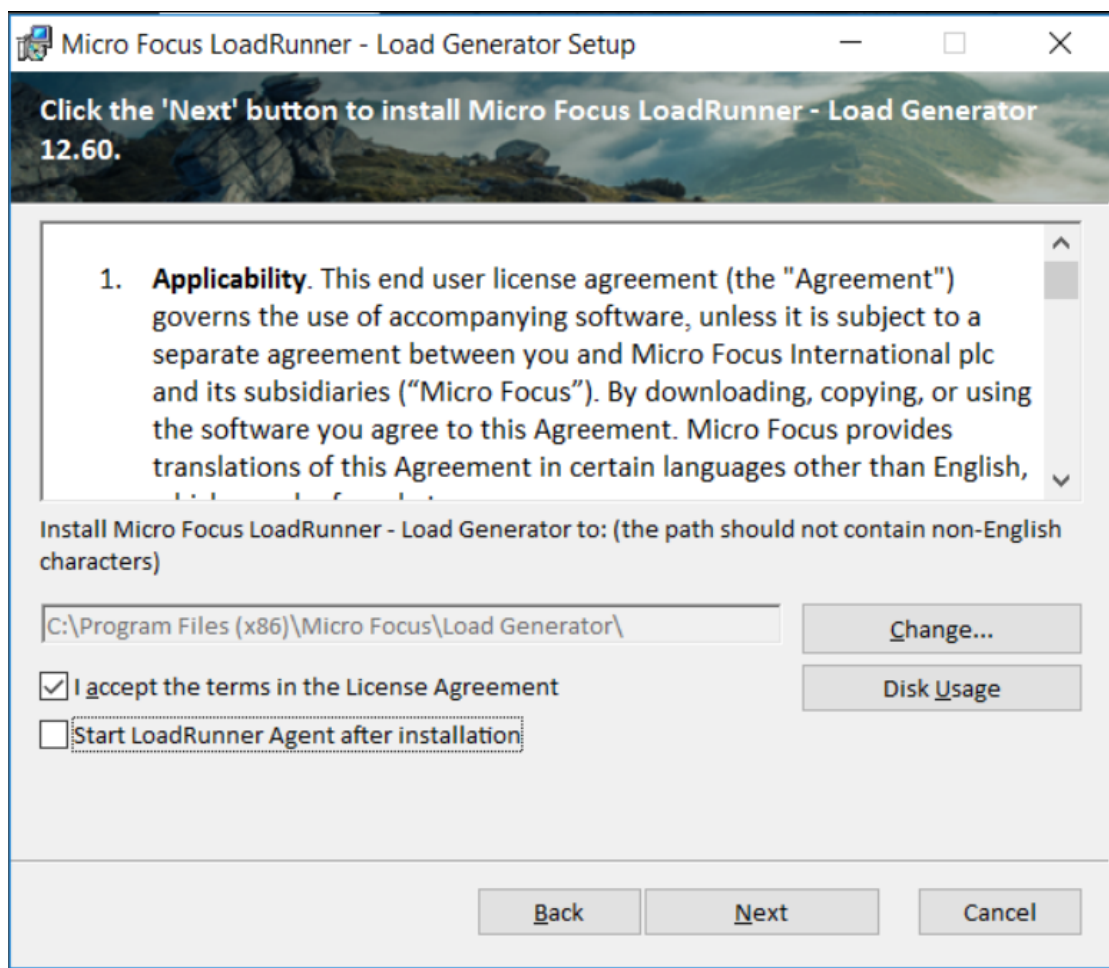 Micro Focus LoadRunner - Load Generator Setup
Click the 'Next' button to install Micro Focus LoadRunner - Load Generator
12.60.
1. Applicability. This end user license agreement (the "Agreement")
governs the use of accompanying software, unless it is subject to a
separate agreement between you and Micro Focus International plc
and its subsidiaries (“Micro Focus”). By downloading, copying, or using
the software you agree to this Agreement. Micro Focus provides
translations of this Agreement in certain languages other than English,
Install Micro Focus LoadRunner - Load Generator to: (the path should not contain non-English
characters)
C:\Program Files (x86)\Micro Focus\Load Generator\
Change...
I accept the terms in the License Agreement
Disk Usage
Start LoadRunner Agent after installation
Back
Next
Cancel